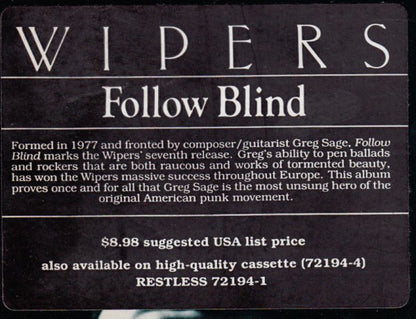 WIPERS
Follow Blind
Formed in 1977 and fronted by composer/guitarist Greg Sage, Follow
Blind marks the Wipers' seventh release. Greg's ability to pen ballads
and rockers that are both raucous and works of tormented beauty,
has won the Wipers massive success throughout Europe. This album
proves once and for all that Greg Sage is the most unsung hero of the
original American punk movement.
$8.98 suggested USA list price
also available on high-quality cassette (72194-4)
RESTLESS 72194-1